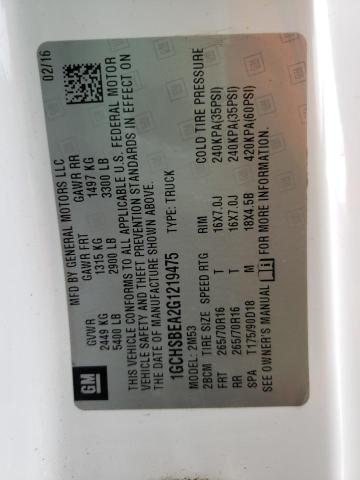 GM
MFD BY GENERAL MOTORS LLC
02/16
GVWR GAWR FRT GAWR RR
2449 KG 1315 KG 1497 KG
5400 LB 2900 LB 3300 LB
THIS VEHICLE CONFORMS TO ALL APPLICABLE U.S. FEDERAL MOTOR
VEHICLE SAFETY AND THEFT PREVENTION STANDARDS IN EFFECT ON
THE DATE OF MANUFACTURE SHOWN ABOVE.
1GCHSBEA2G1219475 TYPE: TRUCK
MODEL: 2M53
2BCM TIRE SIZE SPEED RTG RIM COLD TIRE PRESSURE
FRT 265/70R16 T 16X7.0J 240KPA(35PSI)
RR 265/70R16 T 16X7.0J 240KPA(35PSI)
SPA T175/90D18 M 18X4.5B 420KPA(60PSI)
SEE OWNER'S MANUAL FOR MORE INFORMATION.